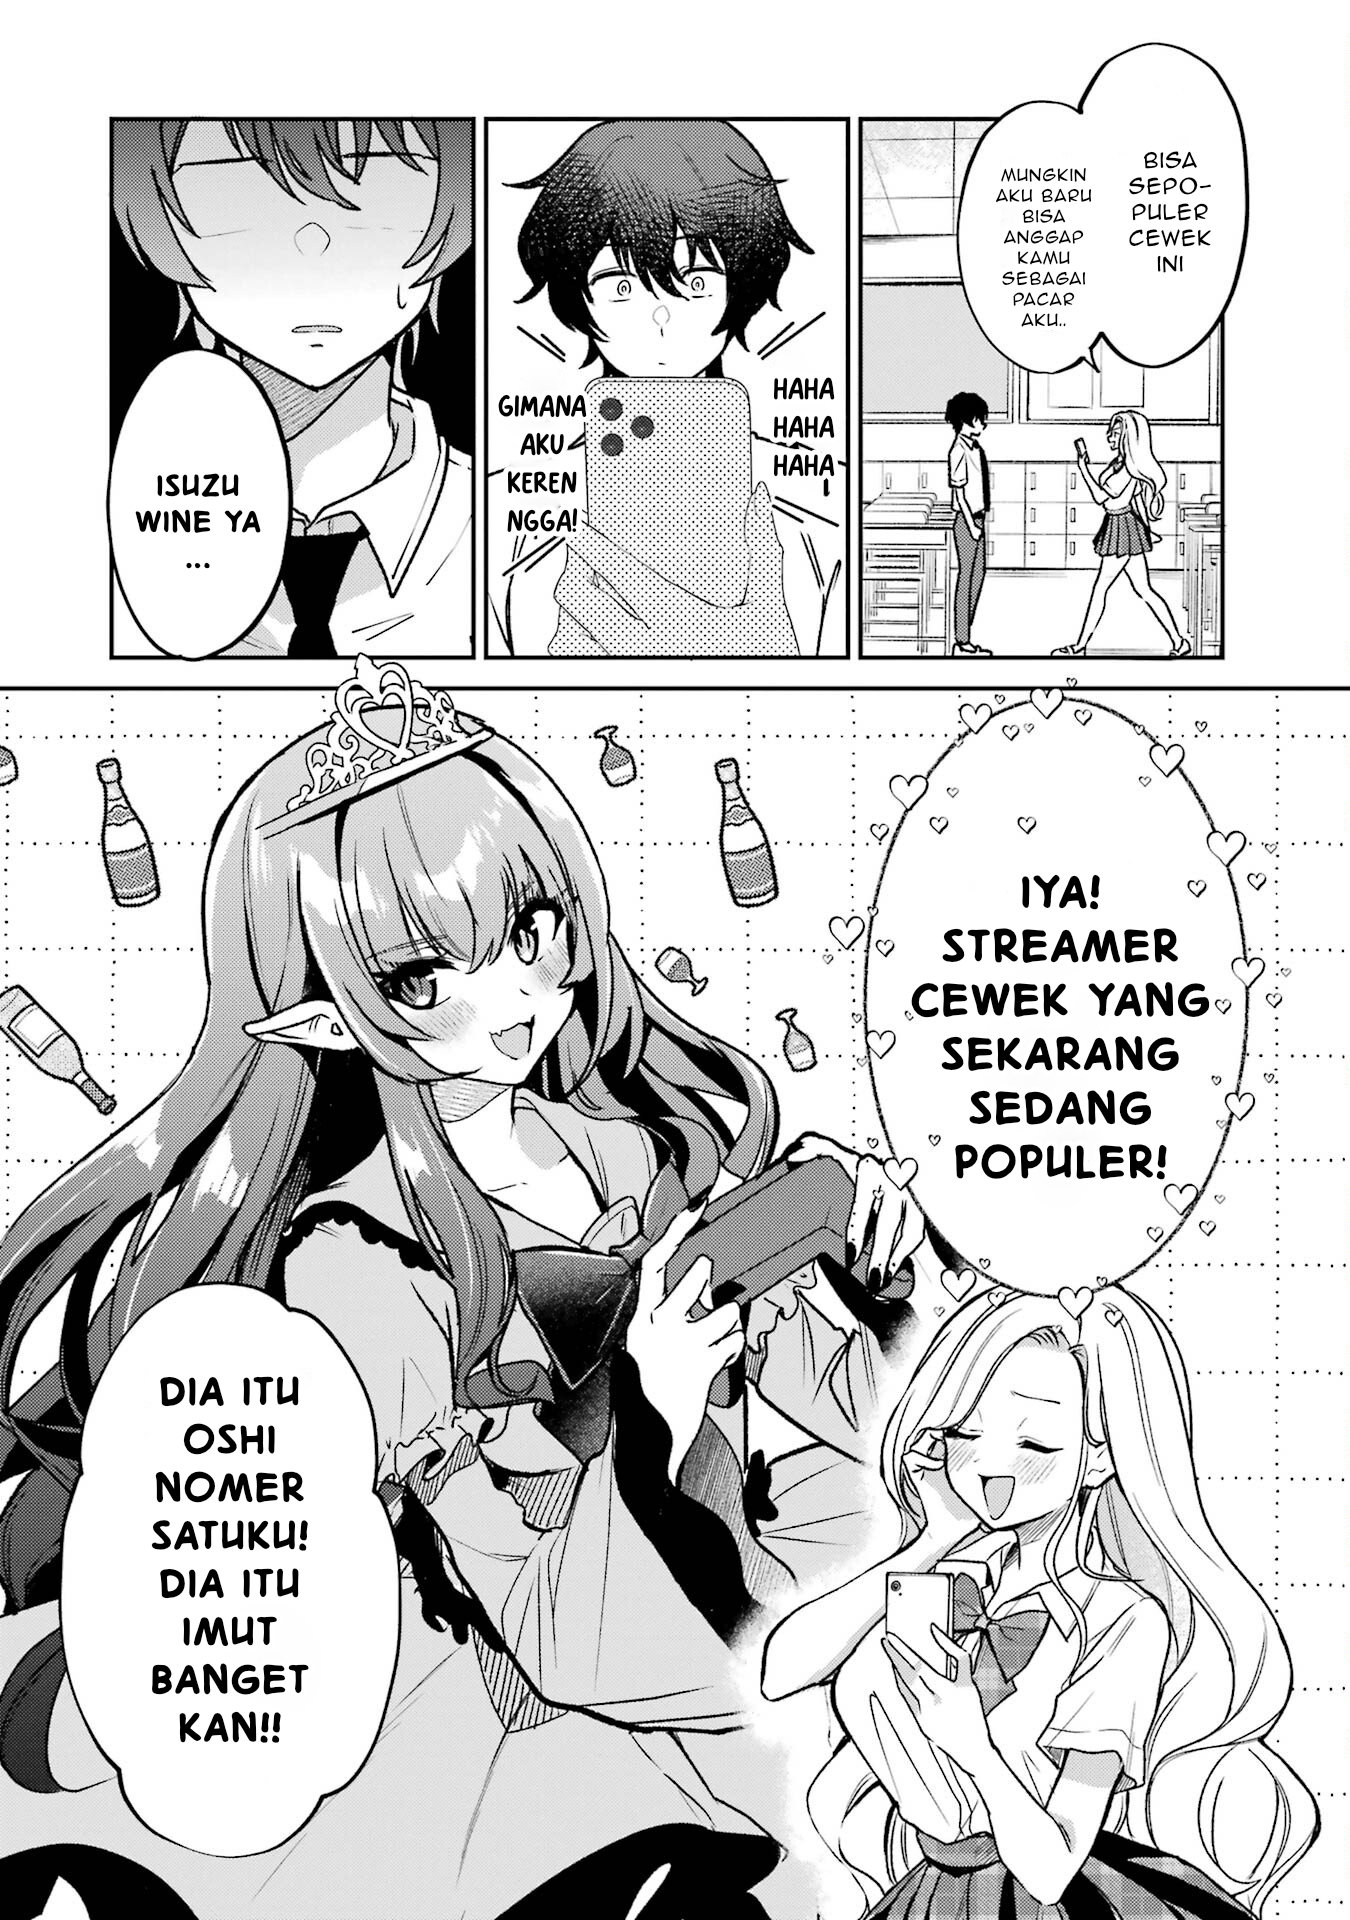 BISA
SEPO-
PULER
CEWEK
INI
MUNGKIN
AKU BARU
BISA
ANGGAP
KAMU
SEBAGAI
PACAR
AKU..
HAHA
HAHA
HAHA!
GIMANA
AKU
KEREN
NGGA!
ISUZU
WINE YA
...
IYA!
STREAMER
CEWEK YANG
SEKARANG
SEDANG
POPULER!
DIA ITU
OSHI
NOMER
SATUKU!
DIA ITU
IMUT
BANGET
KAN!!